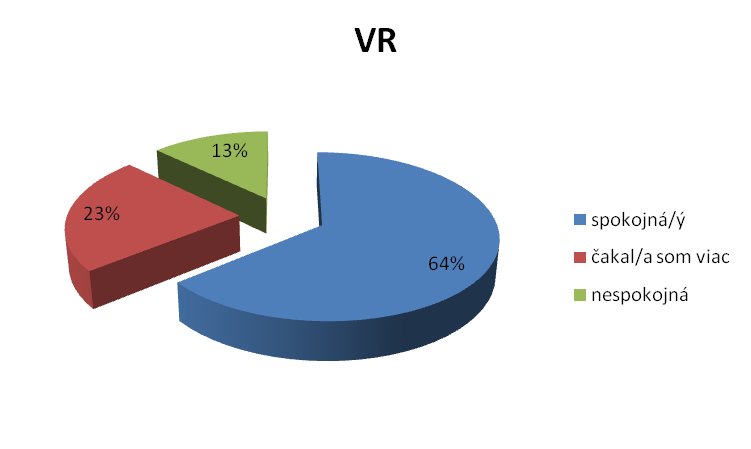 VR
13%
23%
64%
spokojná/ý
čakal/a som viac
nespokojná